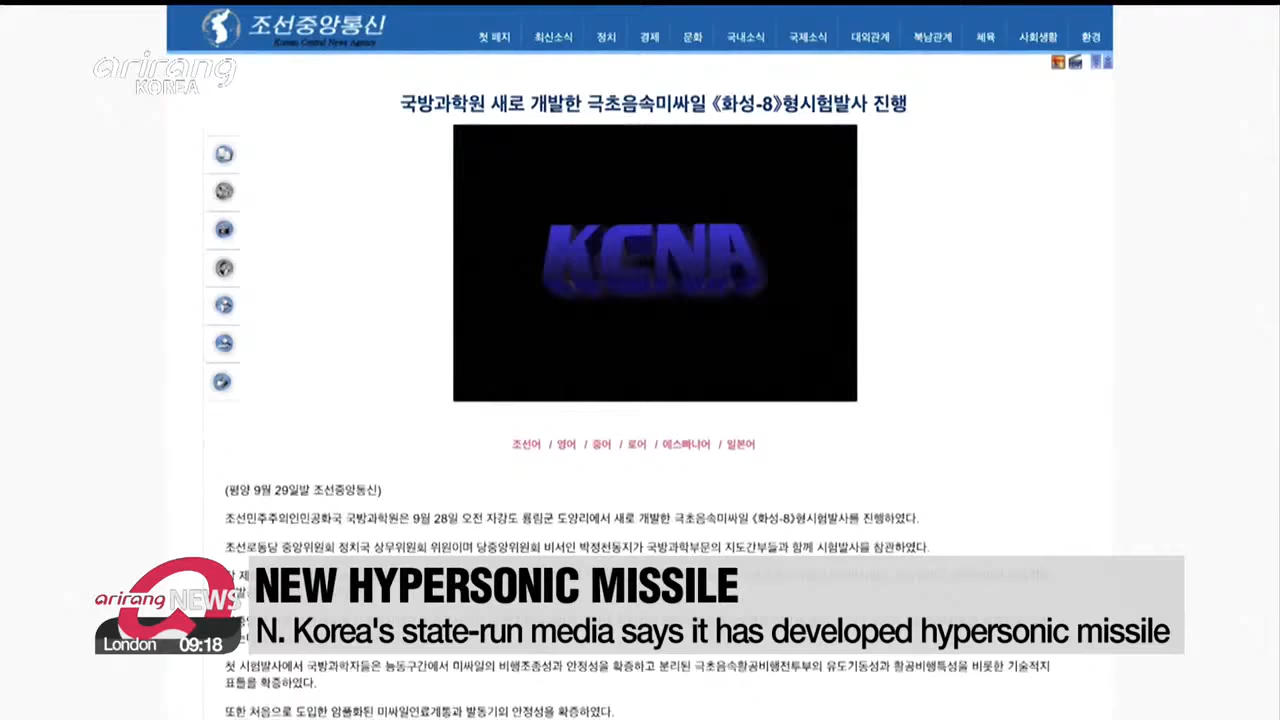 조선중앙통신
Korean Central News Agency
첫 페지 최신소식 정치 경제 문화 국내소식 국제소식 대외관계 북남관계 체육 사회생활 환경
arirang
KOREA
국방과학원 새로 개발한 극초음속미싸일 《화성-8》형시험발사 진행
KCNA
조선어 / 영어 / 중어 / 로어 / 에스빠냐어 / 일본어
(평양 9월 29일발 조선중앙통신)
조선민주주의인민공화국 국방과학원은 9월 28일 오전 자강도 룡림군 도양리에서 새로 개발한 극초음속미싸일 《화성-8》형시험발사를 진행하였다.
조선로동당 중앙위원회 정치국 상무위원회 위원이며 당중앙위원회 비서인 박정천동지가 국방과학부문의 지도간부들과 함께 시험발사를 참관하였다.
NEW HYPERSONIC MISSILE
arirang NEWS
N. Korea's state-run media says it has developed hypersonic missile
London 09:18
첫 시험발사에서 국방과학자들은 능동구간에서 미싸일의 비행조종성과 안정성을 확증하고 분리된 극초음속활공비행전투부의 유도기동성과 활공비행특성을 비롯한 기술적지
표들을 확증하였다.
또한 처음으로 도입한 암풀화된 미싸일연료계통과 발동기의 안정성을 확증하였다.